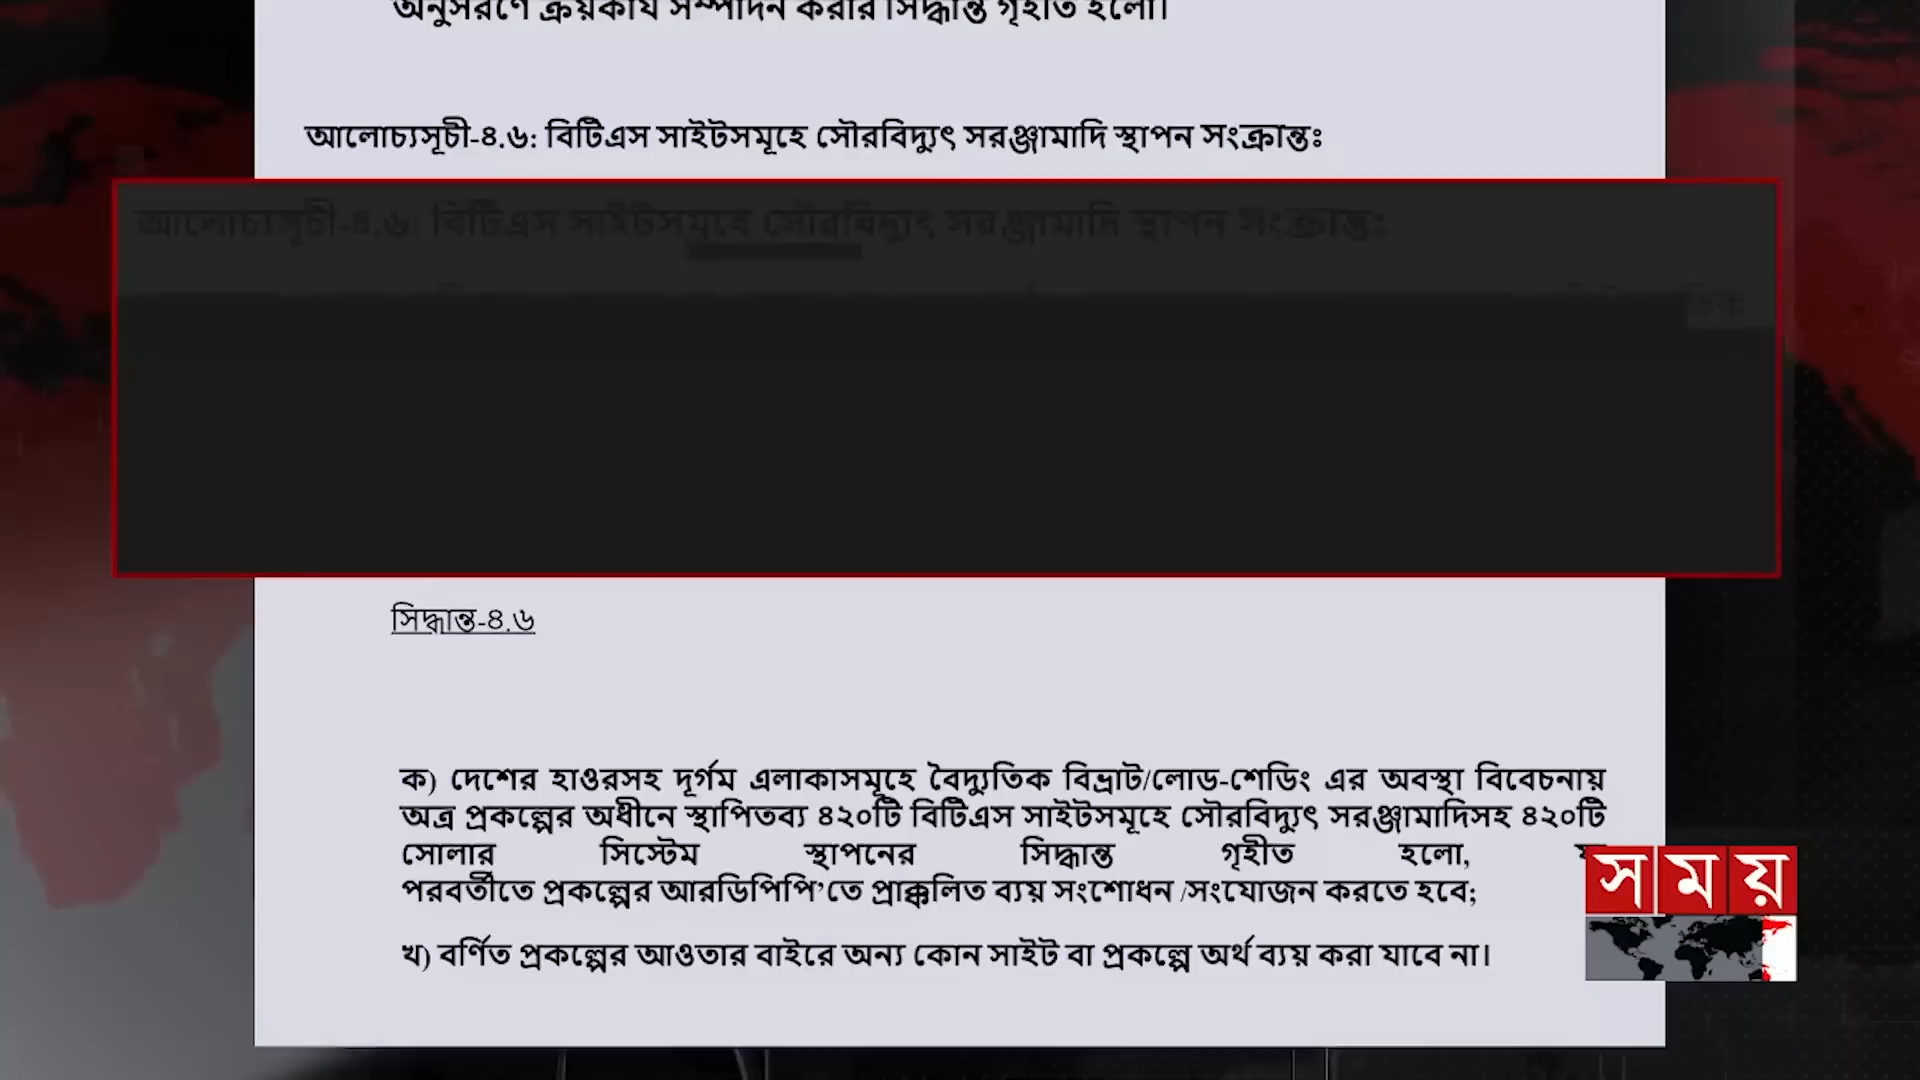 অনুসরণে ক্রয়কার্য সম্পাদন করার সিদ্ধান্ত গৃহীত হলো।
আলোচ্যসূচী-৪.৬: বিটিএস সাইটসমূহে সৌরবিদ্যুৎ সরঞ্জামাদি স্থাপন সংক্রান্তঃ
আলোচ্যসূচী-৪.৬: বিটিএস সাইটসমূহে সৌরবিদ্যুৎ সরঞ্জামাদি স্থাপন সংক্রান্তঃ
সিদ্ধান্ত-৪.৬
ক) দেশের হাওরসহ দূর্গম এলাকাসমূহে বৈদ্যুতিক বিভ্রাট/লোড-শেডিং এর অবস্থা বিবেচনায়
অত্র প্রকল্পের অধীনে স্থাপিতব্য ৪২০টি বিটিএস সাইটসমূহে সৌরবিদ্যুৎ সরঞ্জামাদিসহ ৪২০টি
সোলার সিস্টেম স্থাপনের সিদ্ধান্ত গৃহীত হলো,
পরবর্তীতে প্রকল্পের আরডিপিপি’তে প্রাক্কলিত ব্যয় সংশোধন /সংযোজন করতে হবে;
খ) বর্ণিত প্রকল্পের আওতার বাইরে অন্য কোন সাইট বা প্রকল্পে অর্থ ব্যয় করা যাবে না।
সময়